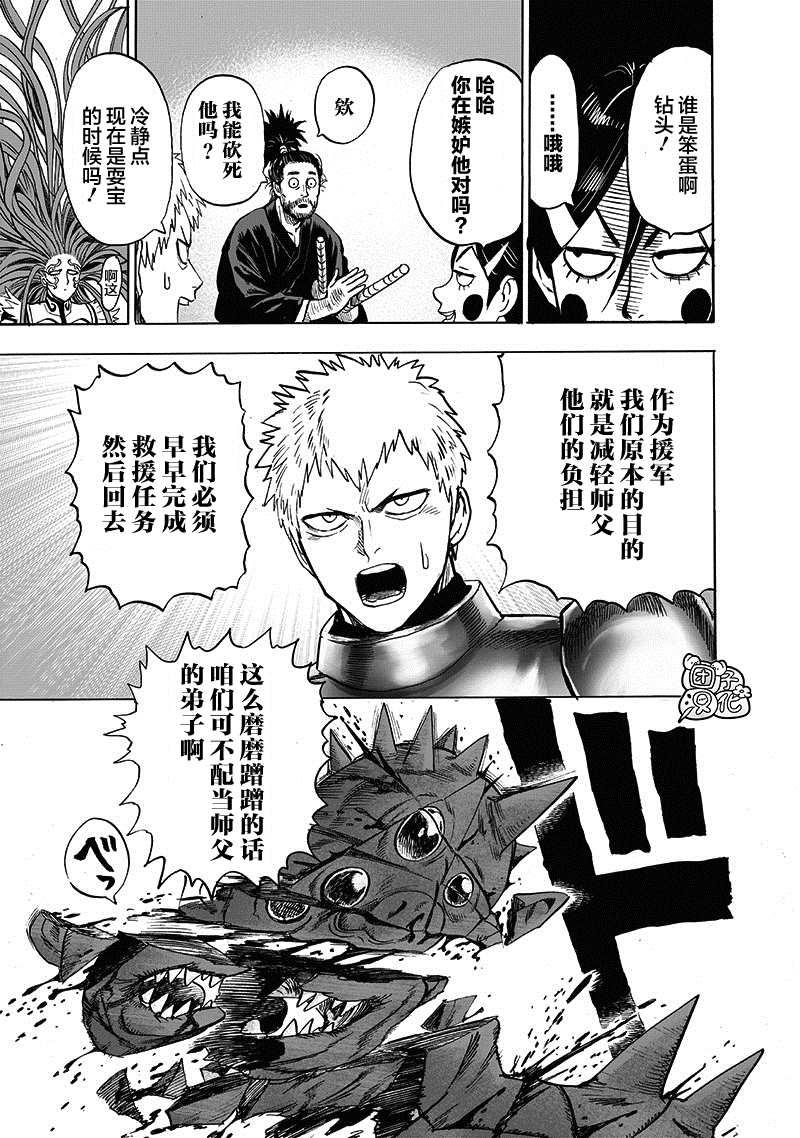 谁是笨蛋啊
钻头！
……哦哦
哈哈
你在嫉妒他对吗？
欸
我能砍死
他吗？
冷静点
现在是耍宝
的时候吗！
啊这
作为援军
我们原本的目的
就是减轻师父
他们的负担
我们必须
早早完成
救援任务
然后回去
这么磨磨蹭蹭的话
咱们可不配当师父
的弟子啊
べっ
ド
团子
汉化